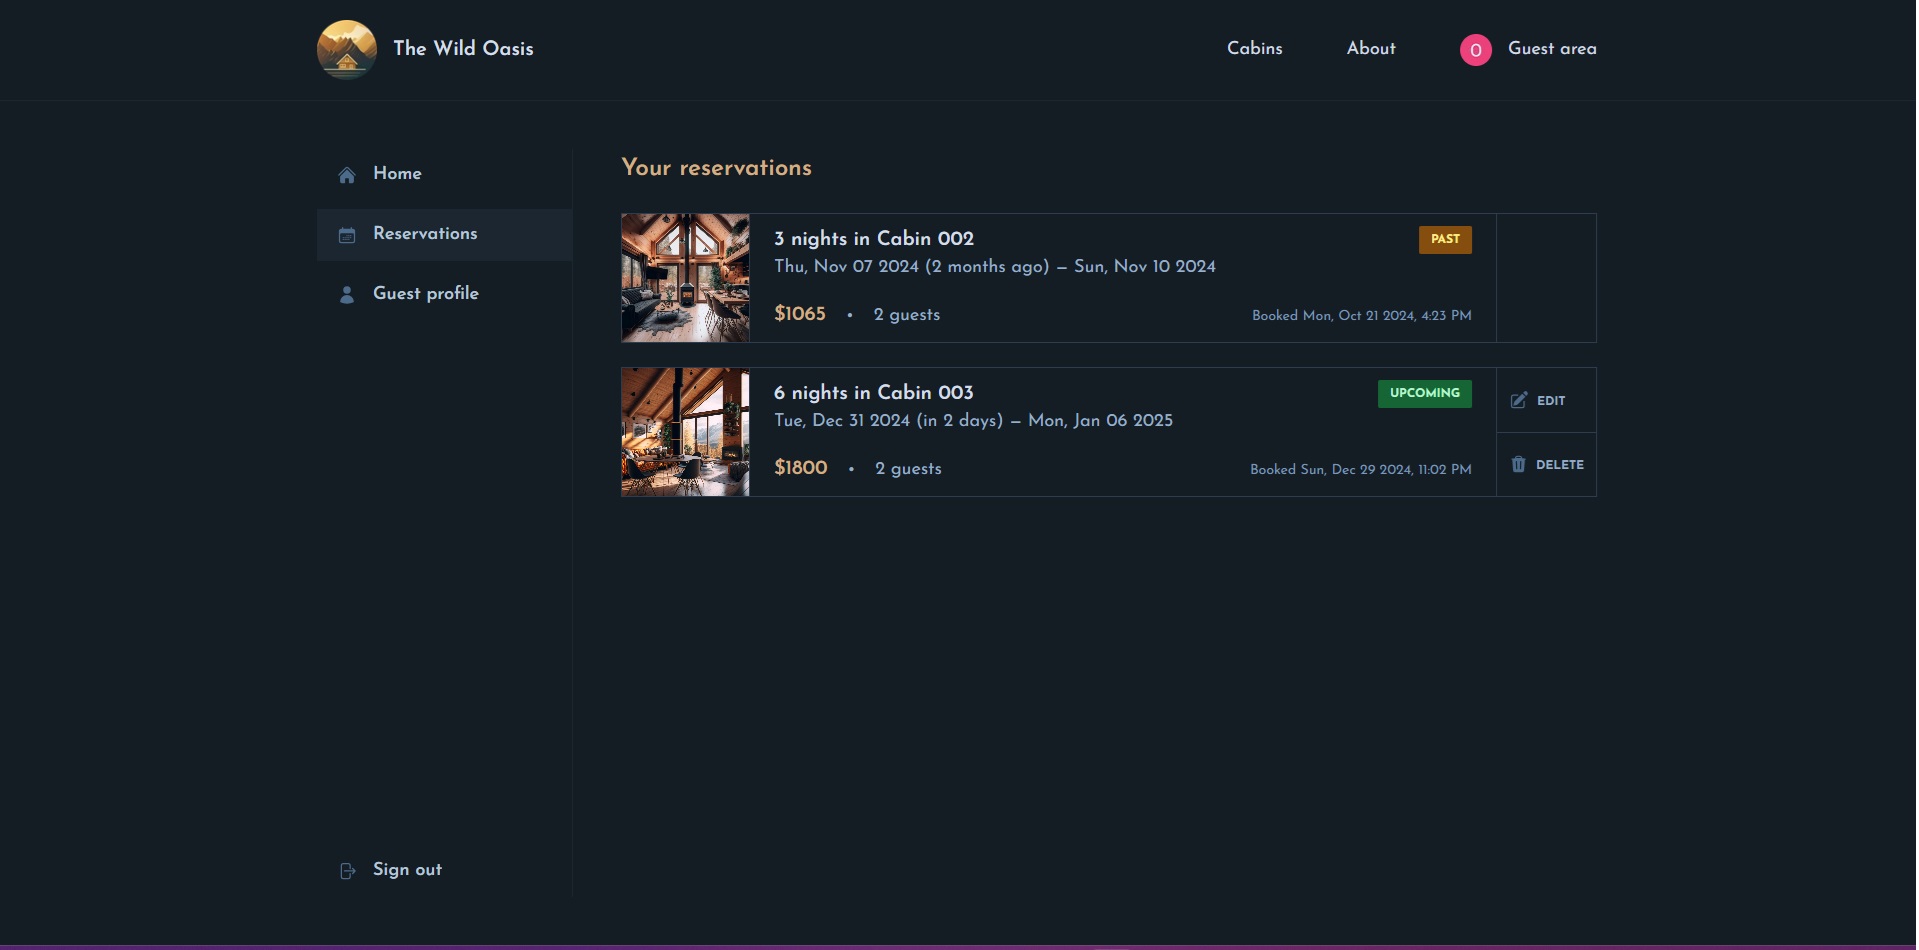 The Wild Oasis
Cabins
About
O
Guest area
Home
Reservations
Guest profile
Sign out
Your reservations
3 nights in Cabin 002
PAST
Thu, Nov 07 2024 (2 months ago) — Sun, Nov 10 2024
$1065 • 2 guests
Booked Mon, Oct 21 2024, 4:23 PM
6 nights in Cabin 003
UPCOMING
Tue, Dec 31 2024 (in 2 days) — Mon, Jan 06 2025
$1800 • 2 guests
Booked Sun, Dec 29 2024, 11:02 PM
EDIT
DELETE